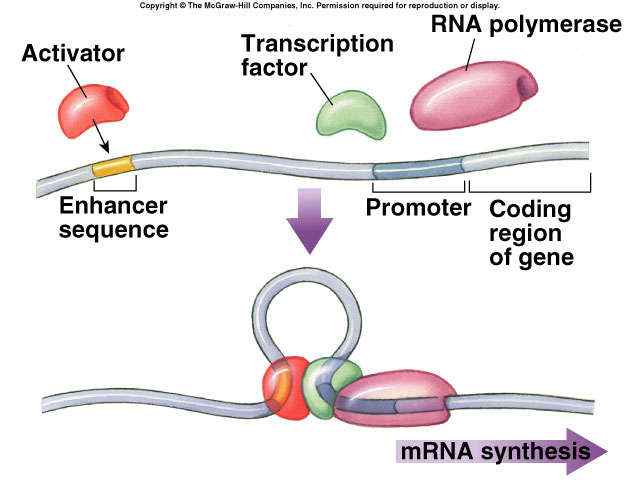 Copyright © The McGraw-Hill Companies, Inc. Permission required for reproduction or display.
RNA polymerase
Transcription
factor
Activator
Enhancer
sequence
Promoter
Coding
region
of gene
mRNA synthesis